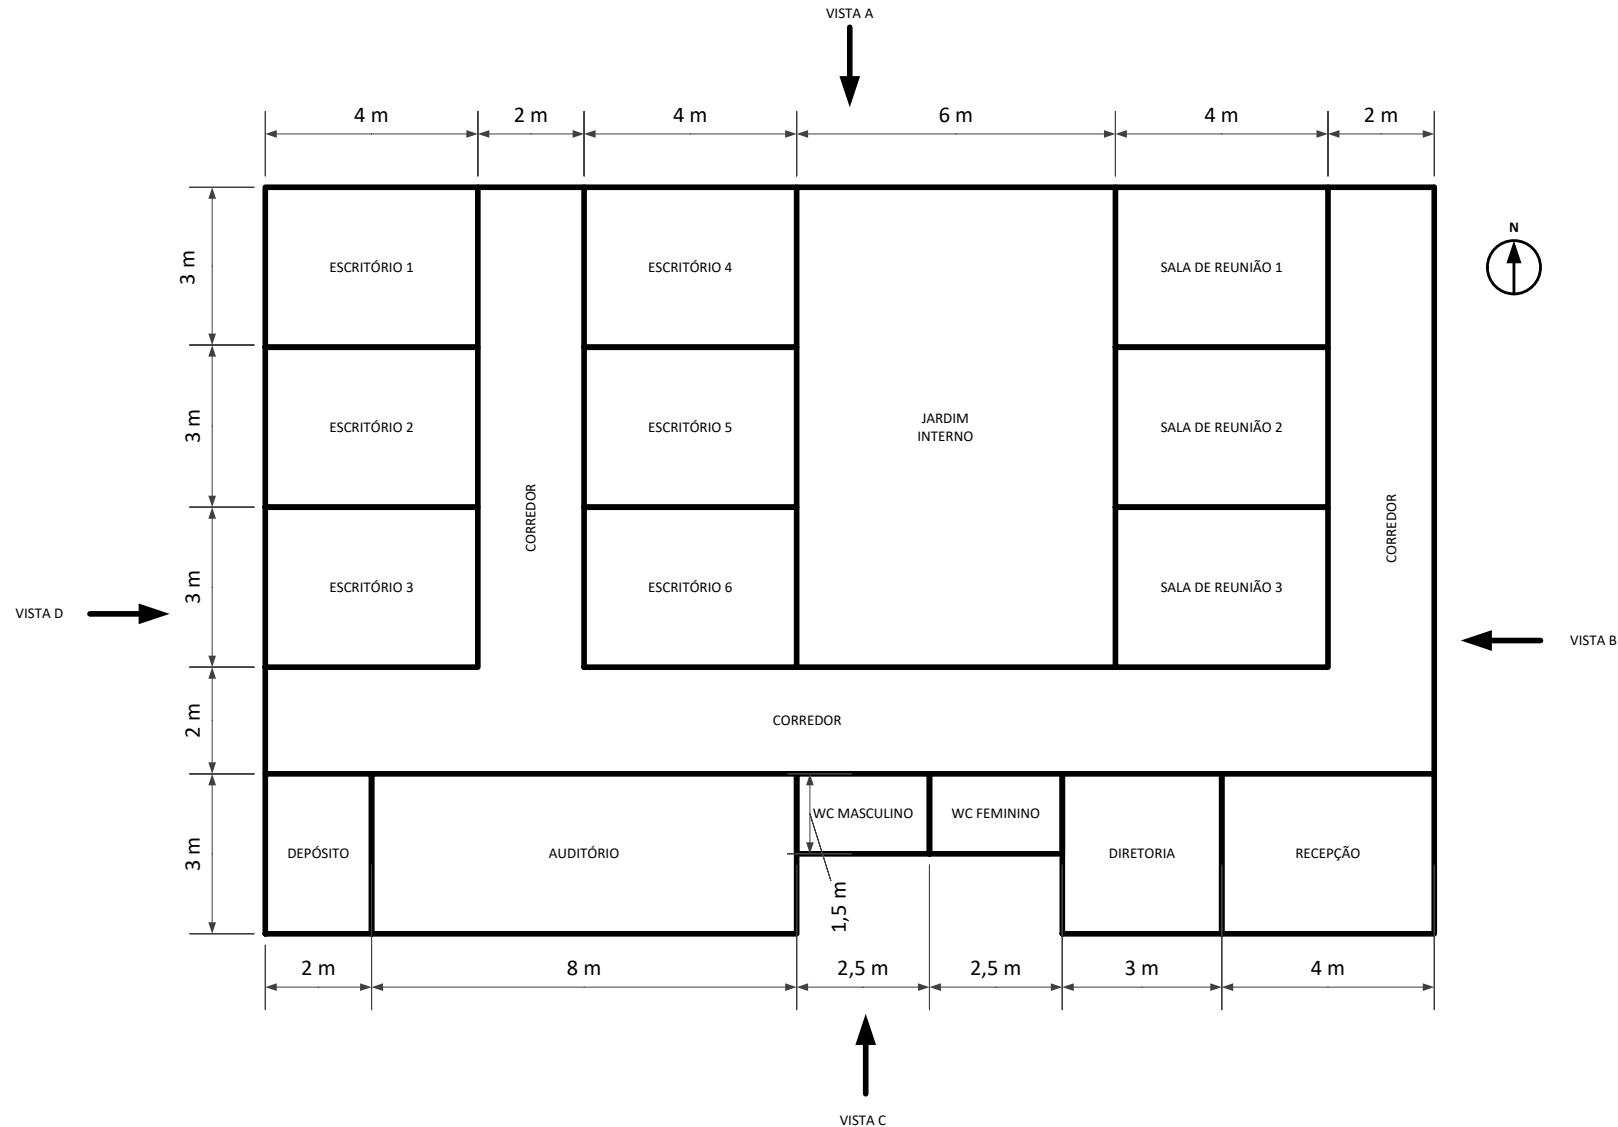 VISTA A
4 m
2 m
4 m
6 m
4 m
2 m
N
3 m
ESCRITÓRIO 1
ESCRITÓRIO 4
SALA DE REUNIÃO 1
3 m
ESCRITÓRIO 2
ESCRITÓRIO 5
JARDIM
INTERNO
SALA DE REUNIÃO 2
CORREDOR
CORREDOR
3 m
ESCRITÓRIO 3
ESCRITÓRIO 6
SALA DE REUNIÃO 3
VISTA D
VISTA B
2 m
CORREDOR
3 m
DEPÓSITO
AUDITÓRIO
WC MASCULINO
WC FEMININO
DIRETORIA
RECEPÇÃO
1,5 m
2 m
8 m
2,5 m
2,5 m
3 m
4 m
VISTA C